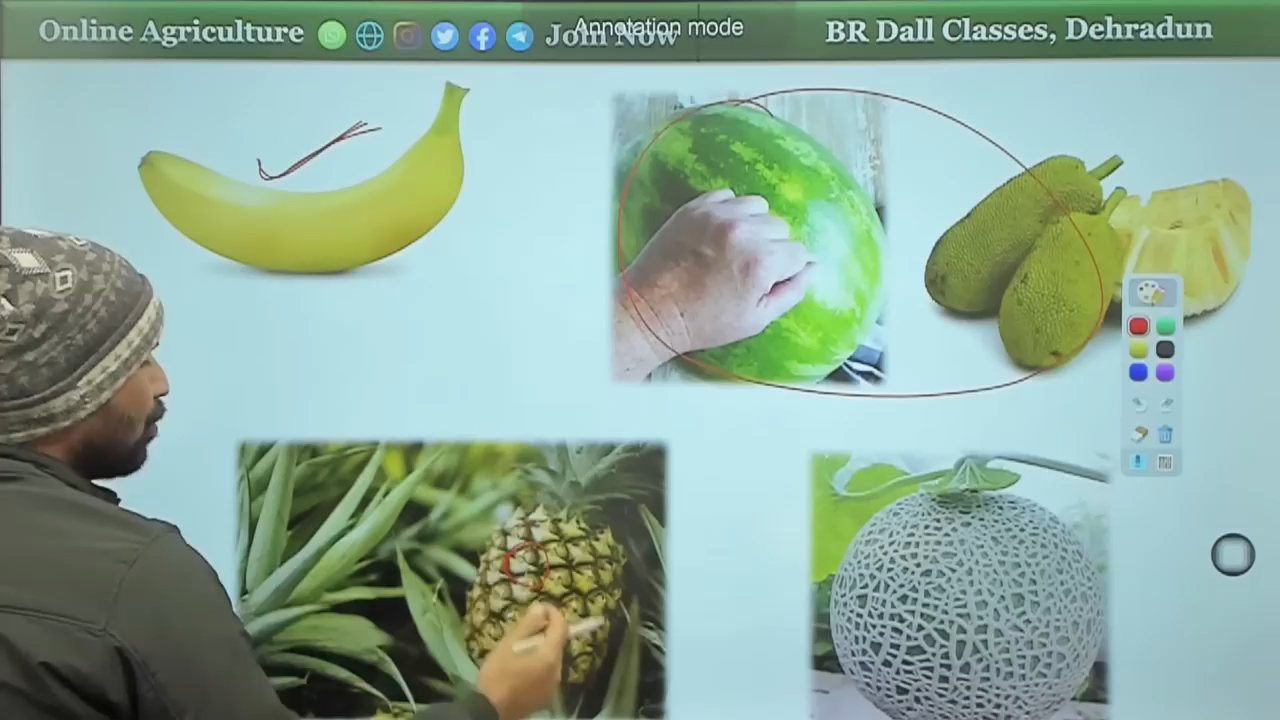 Online Agriculture
Join Now
Annotation mode
BR Dall Classes, Dehradun